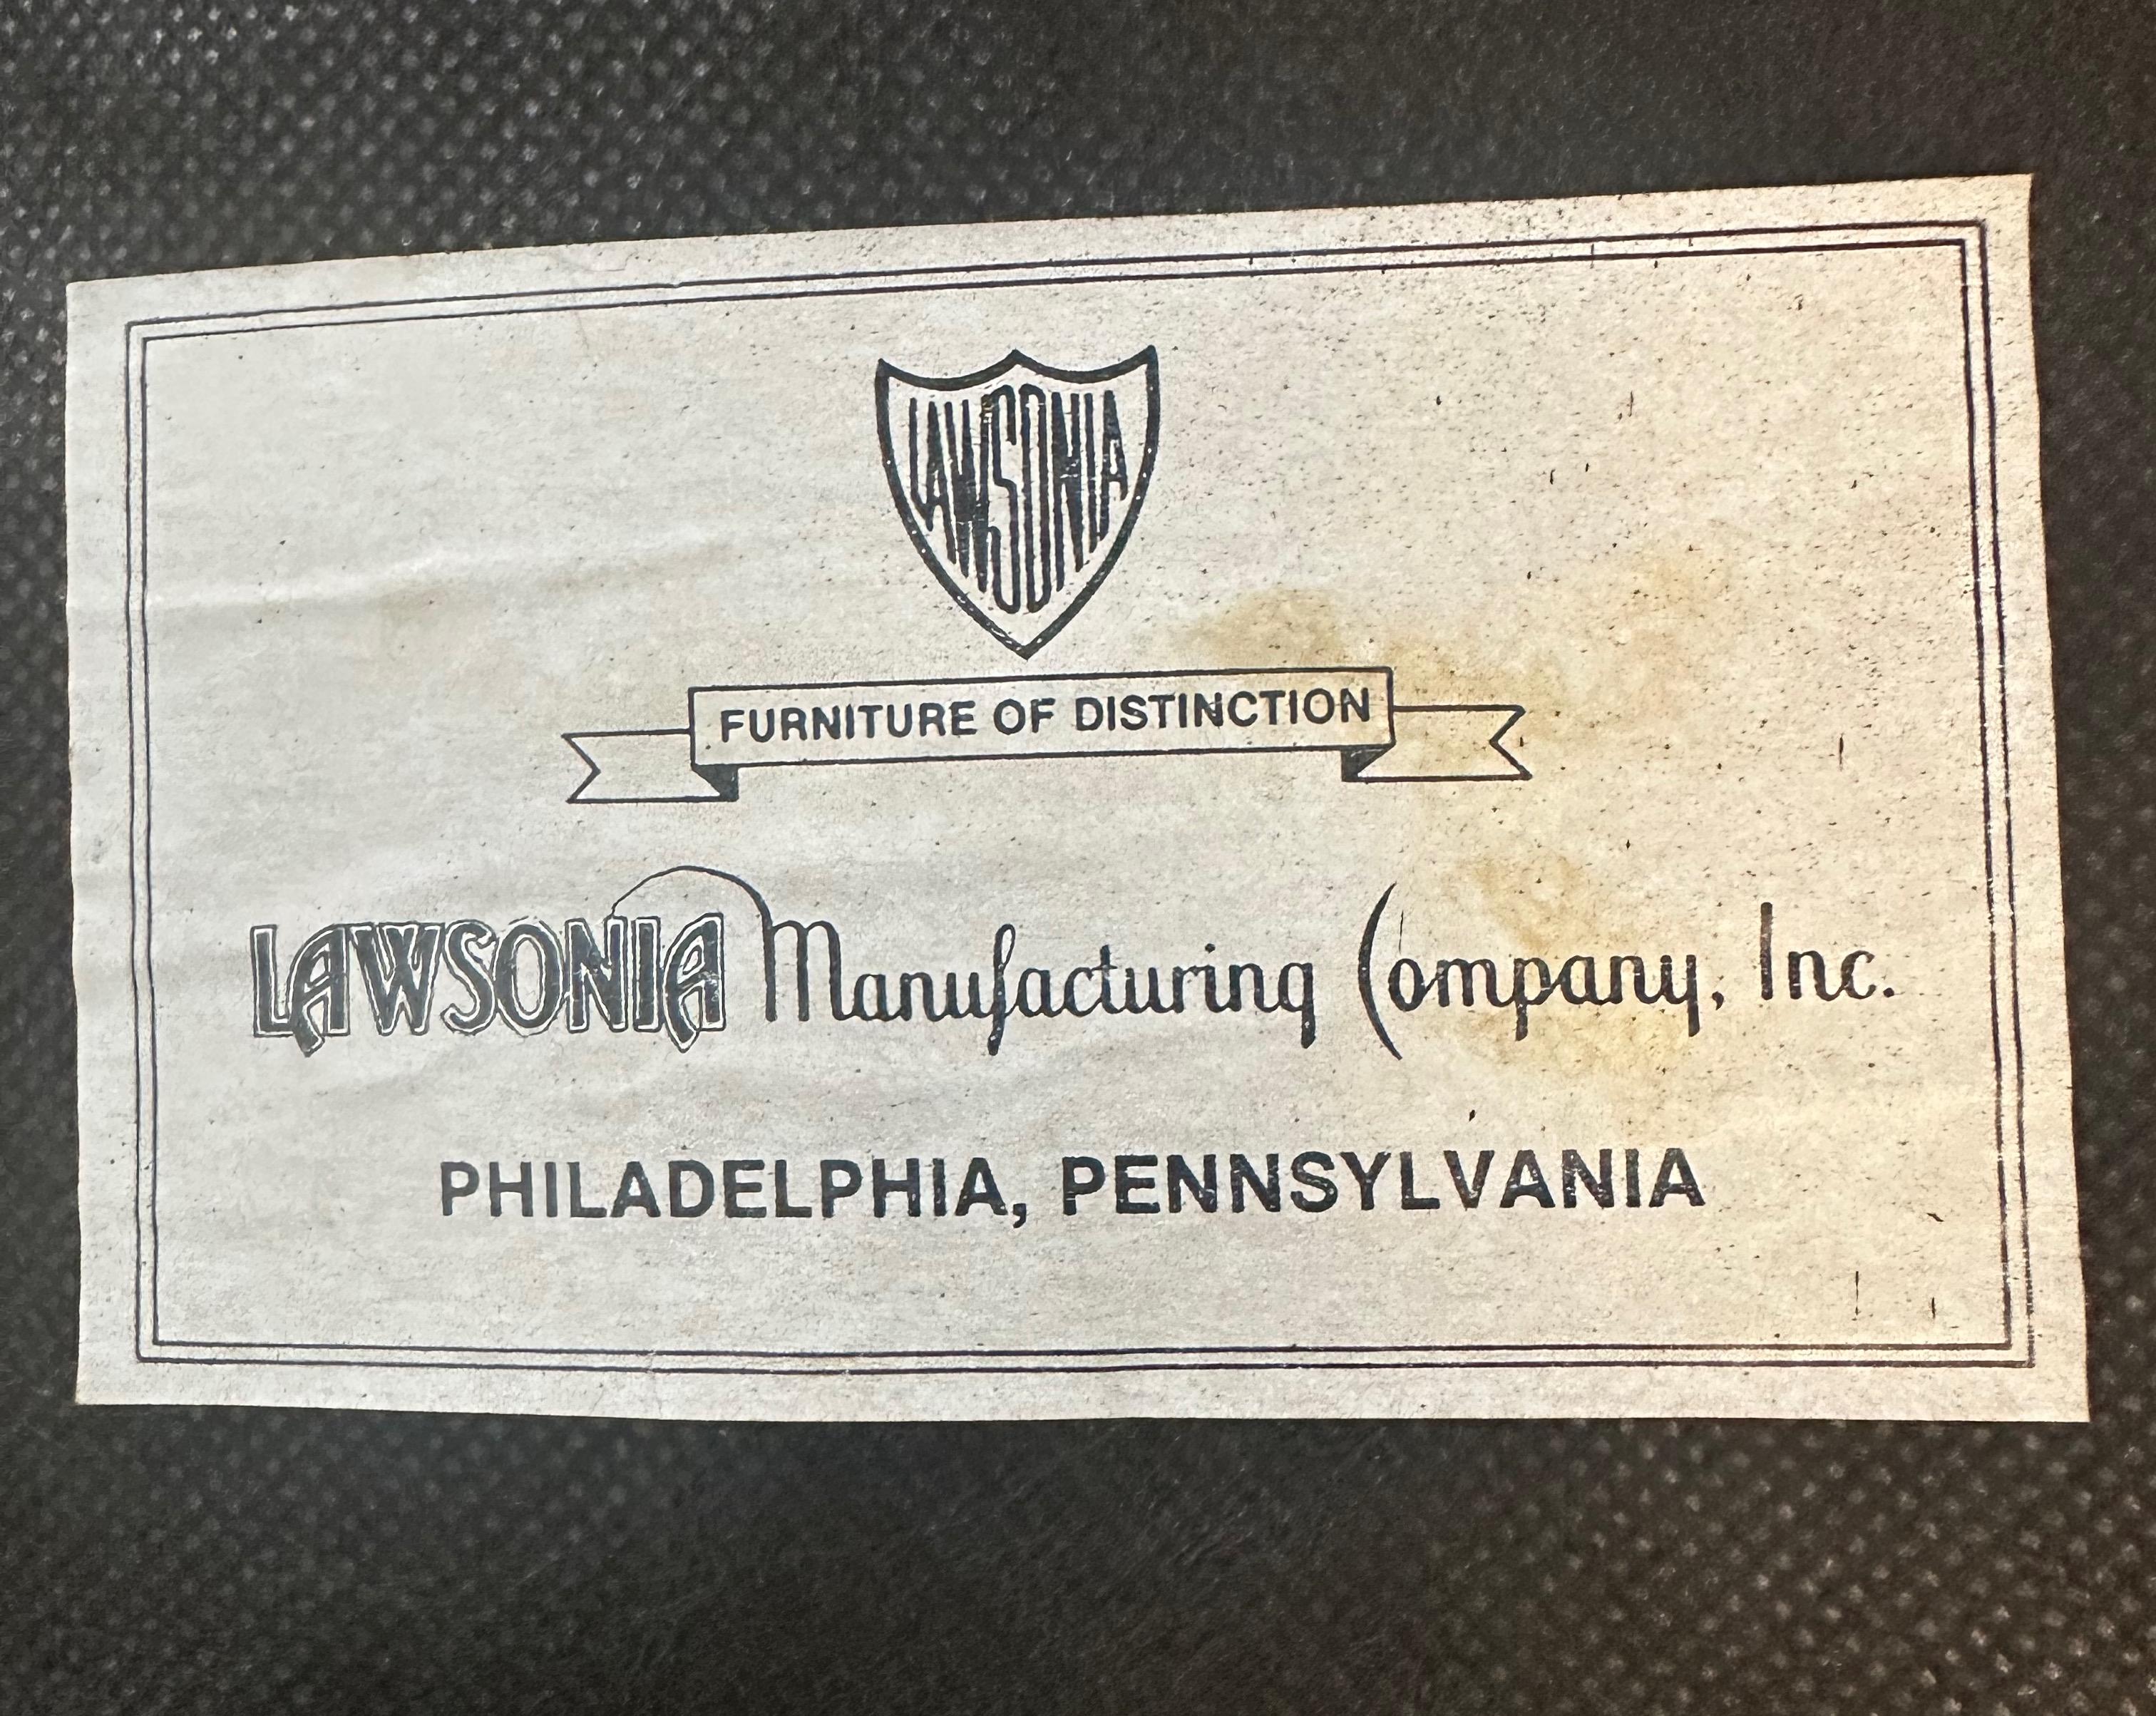 LAWSONIA
FURNITURE OF DISTINCTION
LAWSONIA Manufacturing Company, Inc.
PHILADELPHIA, PENNSYLVANIA